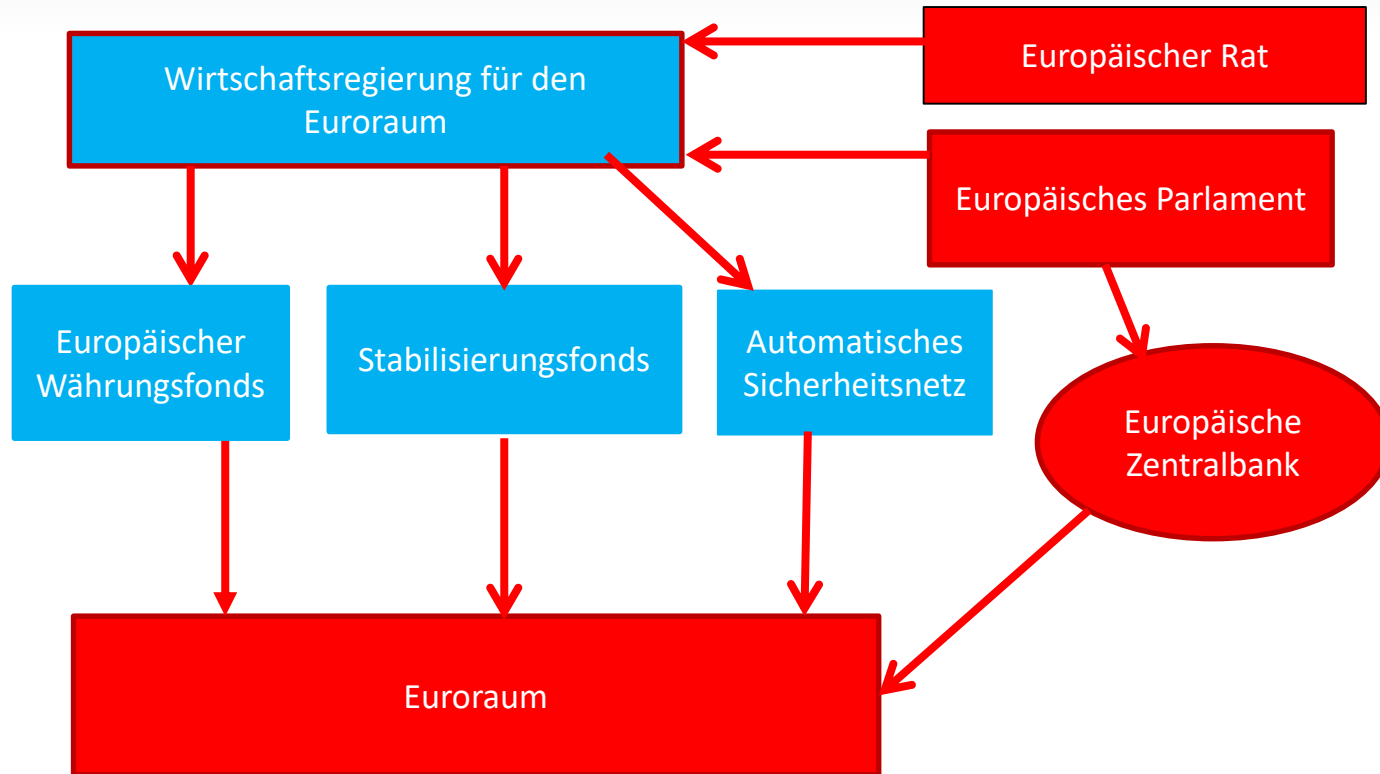 Wirtschaftsregierung für den
Euroraum
Europäischer Rat
Europäisches Parlament
Europäischer
Währungsfonds
Stabilisierungsfonds
Automatisches
Sicherheitsnetz
Europäische
Zentralbank
Euroraum